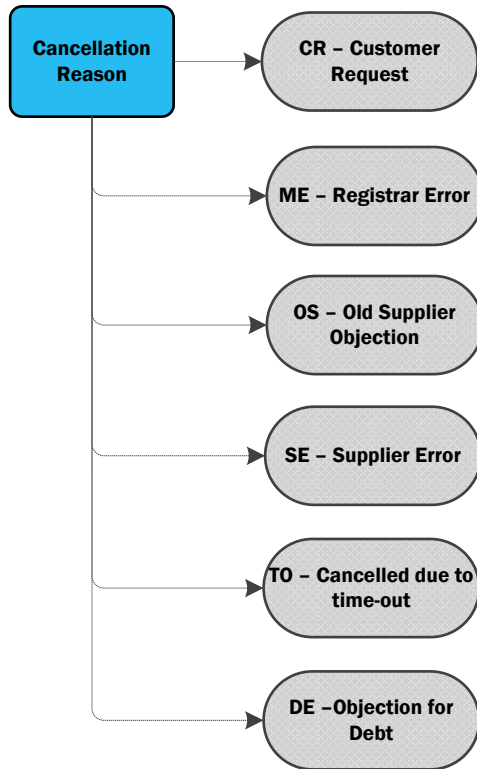 Cancellation
Reason
CR – Customer
Request
ME – Registrar Error
OS – Old Supplier
Objection
SE – Supplier Error
TO – Cancelled due to
time-out
DE –Objection for
Debt